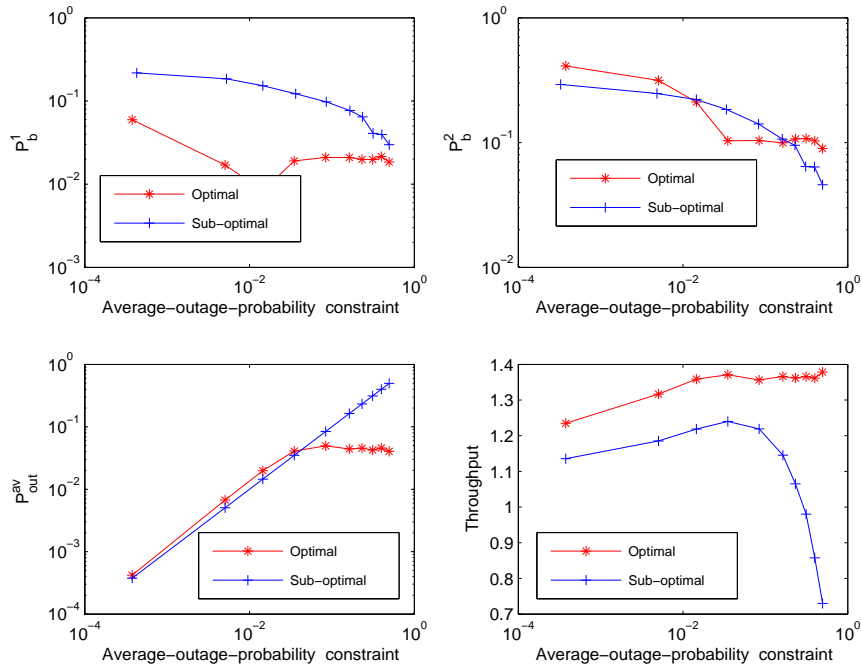 10^0
10^-1
10^-2
10^-3
10^-4
10^-2
10^0
P_b^1
Average-outage-probability constraint
Optimal
Sub-optimal
10^0
10^-1
10^-2
10^-4
10^-2
10^0
P_b^2
Average-outage-probability constraint
Optimal
Sub-optimal
10^0
10^-1
10^-2
10^-3
10^-4
10^-4
10^-2
10^0
P_out^av
Average-outage-probability constraint
Optimal
Sub-optimal
1.4
1.3
1.2
1.1
1
0.9
0.8
0.7
10^-4
10^-2
10^0
Throughput
Average-outage-probability constraint
Optimal
Sub-optimal